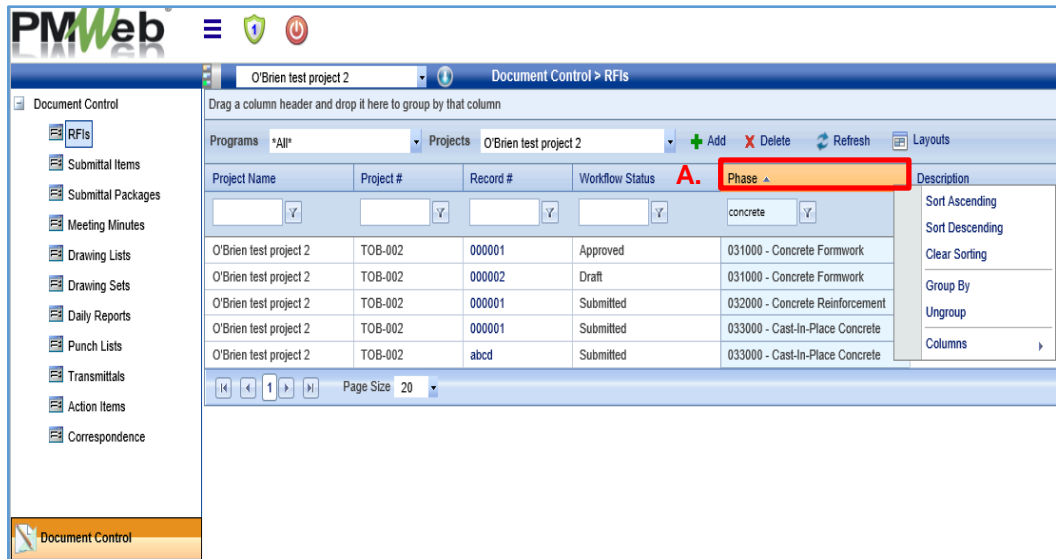 PMWeb®
1
O'Brien test project 2
Document Control > RFIs
Document Control
RFIs
Submittal Items
Submittal Packages
Meeting Minutes
Drawing Lists
Drawing Sets
Daily Reports
Punch Lists
Transmittals
Action Items
Correspondence
Document Control
Drag a column header and drop it here to group by that column
Programs *All* Projects O'Brien test project 2 Add Delete Refresh Layouts
Project Name Project # Record # Workflow Status A. Phase Description
concrete
O'Brien test project 2 TOB-002 000001 Approved 031000 - Concrete Formwork
O'Brien test project 2 TOB-002 000002 Draft 031000 - Concrete Formwork
O'Brien test project 2 TOB-002 000001 Submitted 032000 - Concrete Reinforcement
O'Brien test project 2 TOB-002 000001 Submitted 033000 - Cast-In-Place Concrete
O'Brien test project 2 TOB-002 abcd Submitted 033000 - Cast-In-Place Concrete
1 Page Size 20
Sort Ascending
Sort Descending
Clear Sorting
Group By
Ungroup
Columns